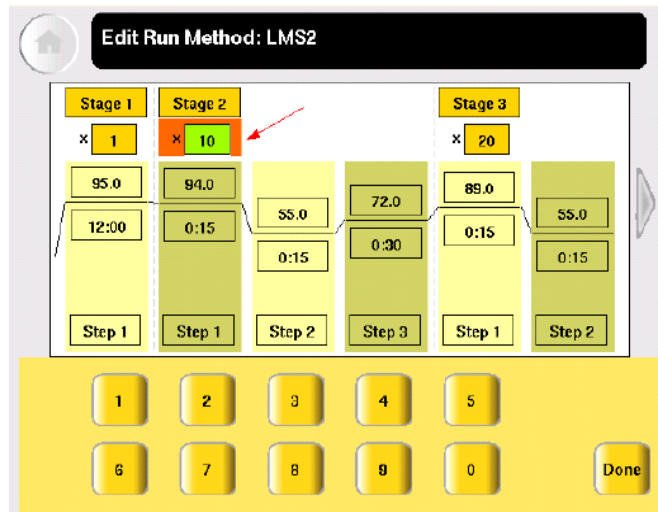 Edit Run Method: LMS2
Stage 1 Stage 2 Stage 3
x 1 x 10 x 20
95.0 94.0 55.0 72.0 89.0 55.0
12:00 0:15 0:15 0:30 0:15 0:15
Step 1 Step 1 Step 2 Step 3 Step 1 Step 2
1 2 3 4 5
6 7 8 9 0 Done